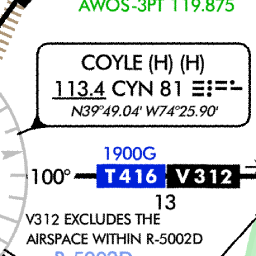 AWOS-3PT 119.875
COYLE (H) (H)
113.4 CYN 81
N39°49.04' W74°25.90'
1900G
100° T416 V312
13
V312 EXCLUDES THE
AIRSPACE WITHIN R-5002D
R-5002D